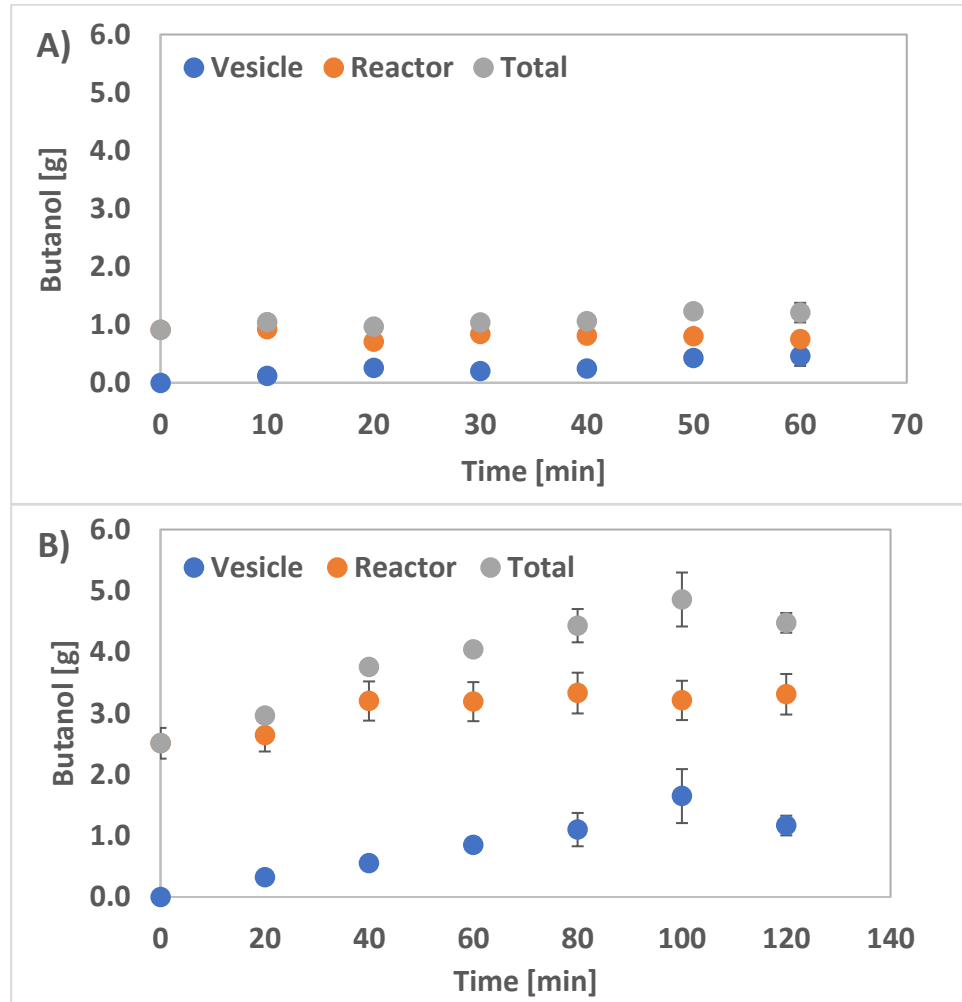 A)
Vesicle Reactor Total
Butanol [g]
6.0
5.0
4.0
3.0
2.0
1.0
0.0
0 10 20 30 40 50 60 70
Time [min]
B)
Vesicle Reactor Total
Butanol [g]
6.0
5.0
4.0
3.0
2.0
1.0
0.0
0 20 40 60 80 100 120 140
Time [min]